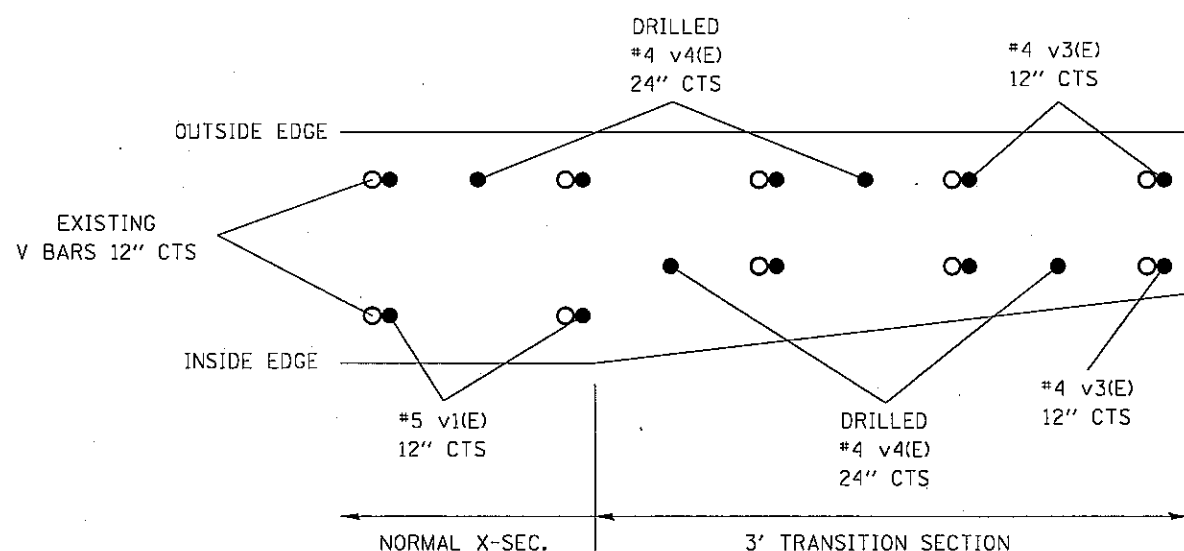 DRILLED
#4 v4(E)
24" CTS
#4 v3(E)
12" CTS
OUTSIDE EDGE
EXISTING
V BARS 12" CTS
INSIDE EDGE
#5 v1(E)
12" CTS
DRILLED
#4 v4(E)
24" CTS
#4 v3(E)
12" CTS
NORMAL X-SEC.
3' TRANSITION SECTION